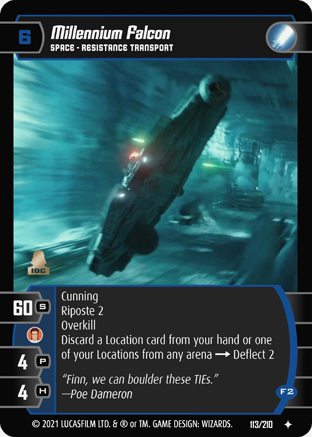 6
Millennium Falcon
SPACE - RESISTANCE TRANSPORT
IDC
60 S
4 P
4 H
Cunning
Riposte 2
Overkill
Discard a Location card from your hand or one
of your Locations from any arena → Deflect 2
"Finn, we can boulder these TIEs."
—Poe Dameron
F2
© 2021 LUCASFILM LTD. & ® or TM. GAME DESIGN: WIZARDS. 113/210